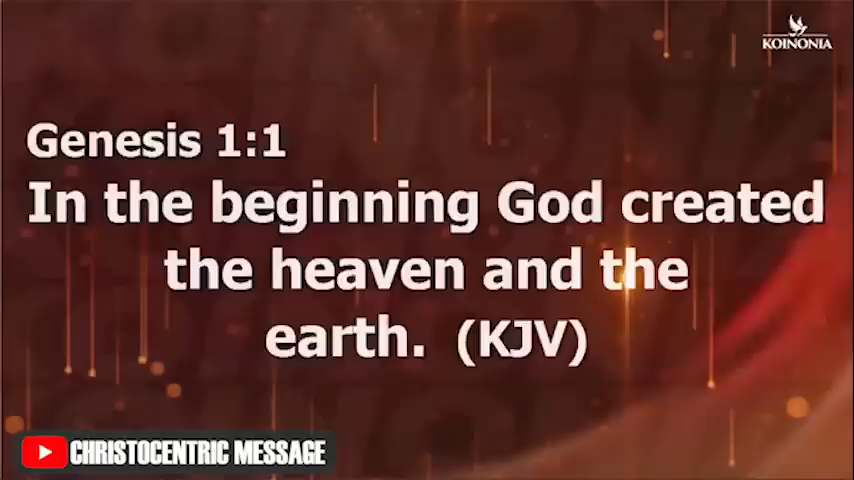 KOINONIA
Genesis 1:1
In the beginning God created
the heaven and the
earth. (KJV)
CHRISTOCENTRIC MESSAGE